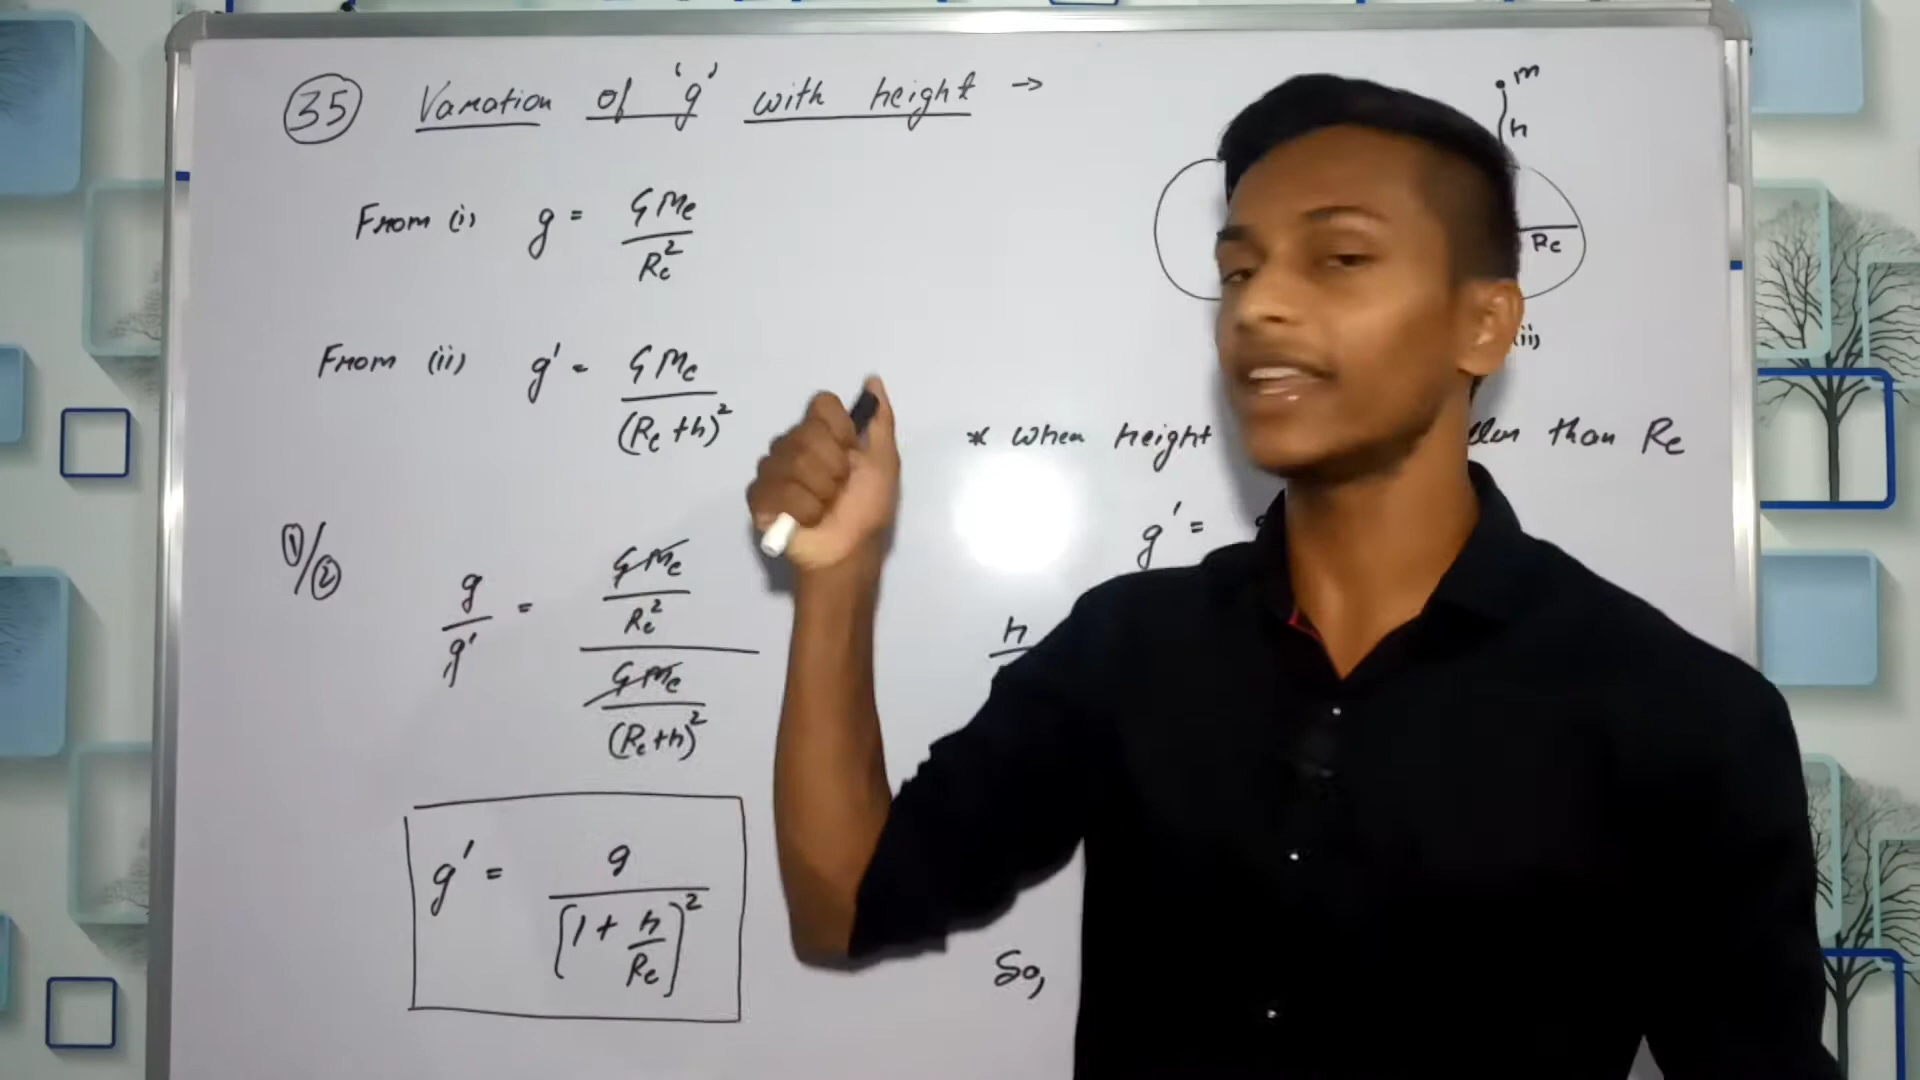 35 Variation of 'g' with height →
m
h
Re
From (i) g = GMe / Re²
(ii)
From (ii) g' = GMe / (Re+h)²
* when height than Re
g' =
①/② g/g' = (GMe / Re²) / (GMe / (Re+h)²)
h
g' = g / [1 + h/Re]²
So,